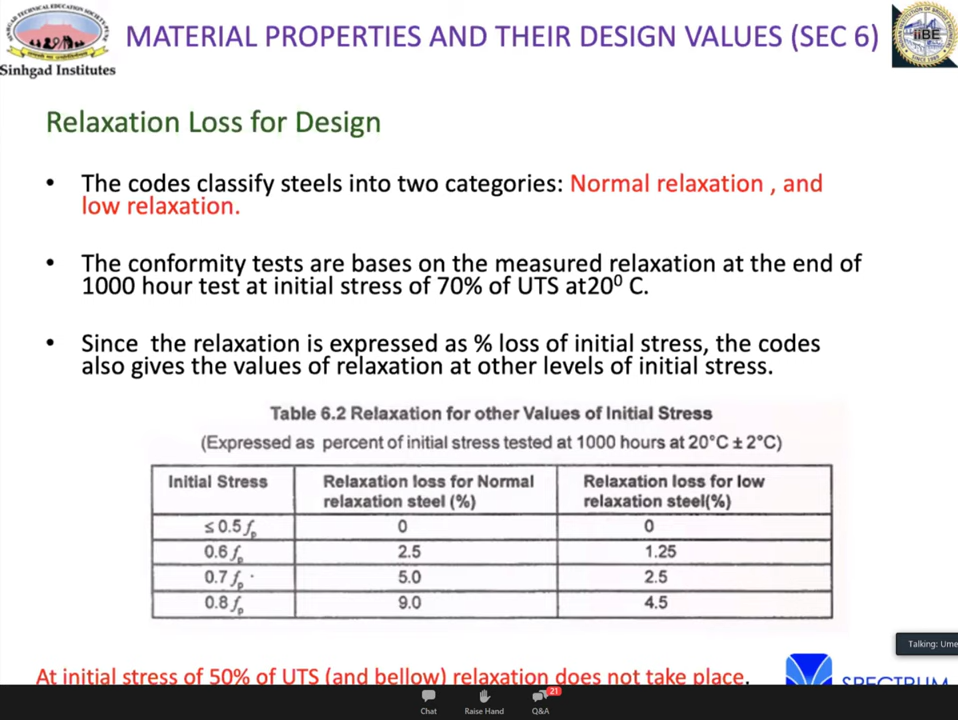 MATERIAL PROPERTIES AND THEIR DESIGN VALUES (SEC 6)
Sinhgad Institutes
IIBE
Relaxation Loss for Design
• The codes classify steels into two categories: Normal relaxation , and
low relaxation.
• The conformity tests are bases on the measured relaxation at the end of
1000 hour test at initial stress of 70% of UTS at20⁰ C.
• Since the relaxation is expressed as % loss of initial stress, the codes
also gives the values of relaxation at other levels of initial stress.
Table 6.2 Relaxation for other Values of Initial Stress
(Expressed as percent of initial stress tested at 1000 hours at 20°C ± 2°C)
Initial Stress Relaxation loss for Normal relaxation steel (%) Relaxation loss for low relaxation steel(%)
≤ 0.5 fp 0 0
0.6 fp 2.5 1.25
0.7 fp 5.0 2.5
0.8 fp 9.0 4.5
Talking: Ume
At initial stress of 50% of UTS (and bellow) relaxation does not take place.
SPECTRUM
21
Chat Raise Hand Q&A